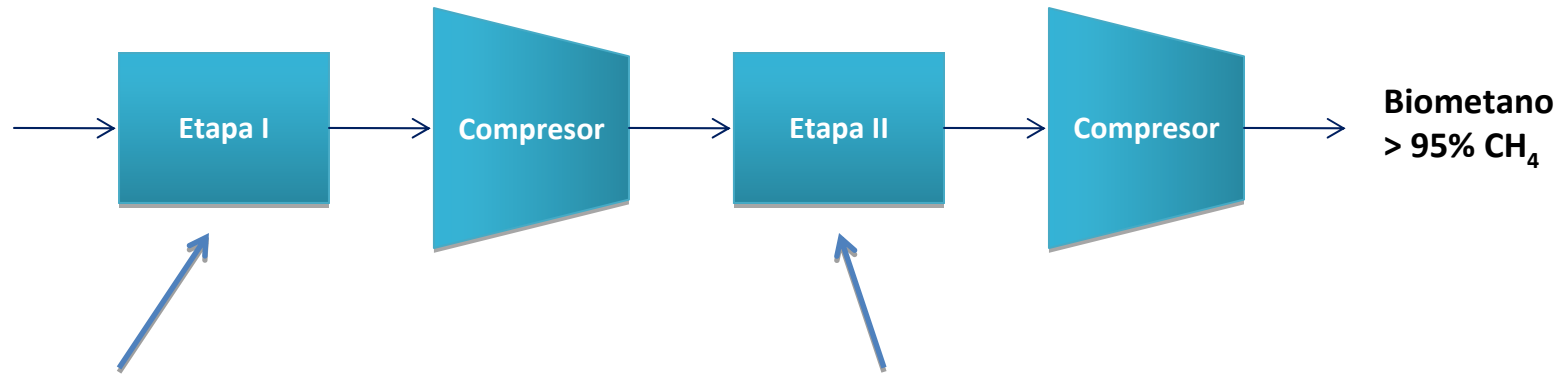 Etapa I
Compresor
Etapa II
Compresor
Biometano
> 95% CH₄